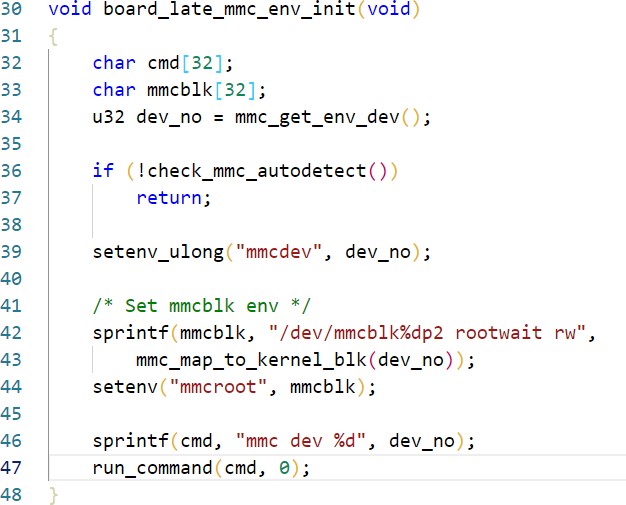 30 void board_late_mmc_env_init(void)
31 {
32     char cmd[32];
33     char mmcblk[32];
34     u32 dev_no = mmc_get_env_dev();
35
36     if (!check_mmc_autodetect())
37         return;
38
39     setenv_ulong("mmcdev", dev_no);
40
41     /* Set mmcblk env */
42     sprintf(mmcblk, "/dev/mmcblk%dp2 rootwait rw",
43         mmc_map_to_kernel_blk(dev_no));
44     setenv("mmcroot", mmcblk);
45
46     sprintf(cmd, "mmc dev %d", dev_no);
47     run_command(cmd, 0);
48 }